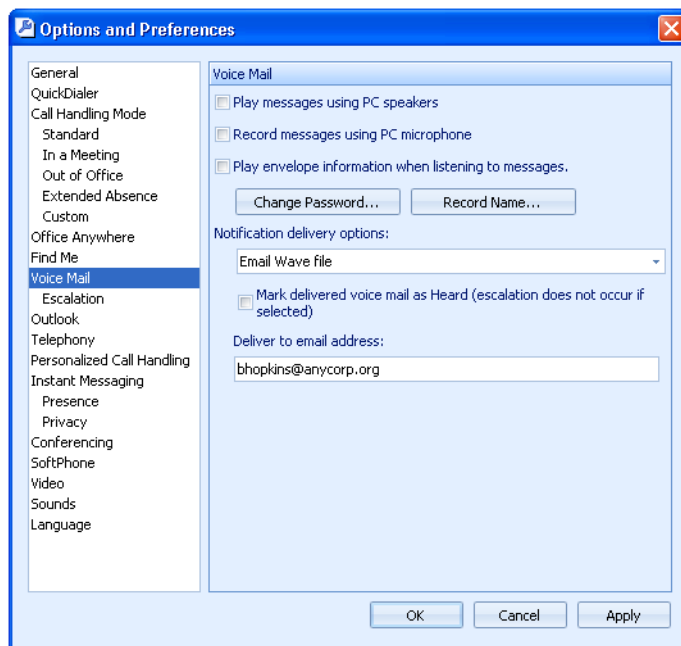 Options and Preferences
General
QuickDialer
Call Handling Mode
Standard
In a Meeting
Out of Office
Extended Absence
Custom
Office Anywhere
Find Me
Voice Mail
Escalation
Outlook
Telephony
Personalized Call Handling
Instant Messaging
Presence
Privacy
Conferencing
SoftPhone
Video
Sounds
Language
Voice Mail
Play messages using PC speakers
Record messages using PC microphone
Play envelope information when listening to messages.
Change Password... Record Name...
Notification delivery options:
Email Wave file
Mark delivered voice mail as Heard (escalation does not occur if
selected)
Deliver to email address:
bhopkins@anycorp.org
OK Cancel Apply